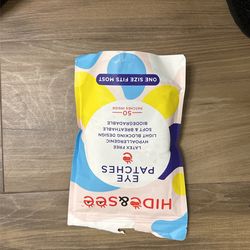 HIDE&SEE
EYE
PATCHES
LATEX FREE
HYPOALLERGENIC
LIGHT BLOCKING DESIGN
SOFT & BREATHABLE
BIODEGRADABLE
50
PATCHES INSIDE
ONE SIZE FITS MOST